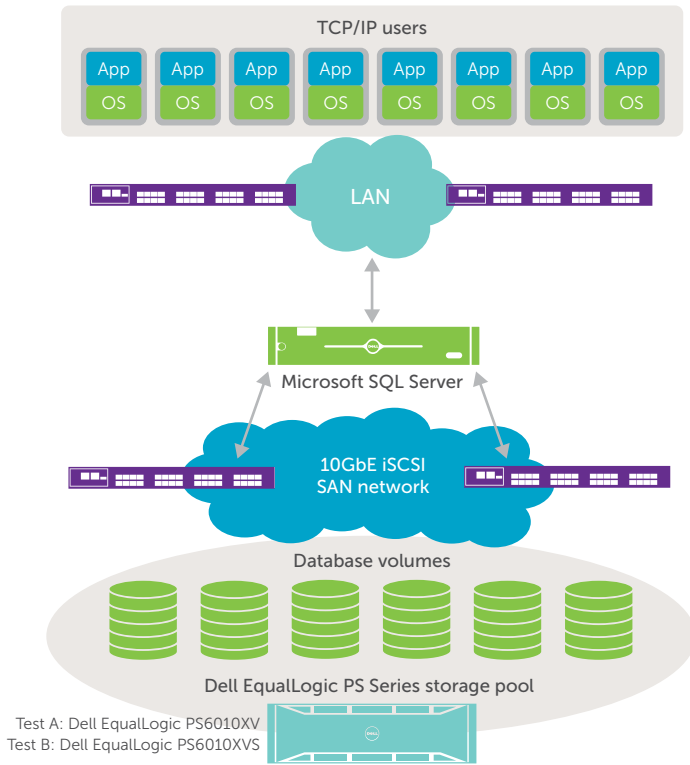 TCP/IP users
App App App App App App App App
OS OS OS OS OS OS OS OS
LAN
DELL
Microsoft SQL Server
10GbE iSCSI
SAN network
Database volumes
Dell EqualLogic PS Series storage pool
Test A: Dell EqualLogic PS6010XV
Test B: Dell EqualLogic PS6010XVS
DELL